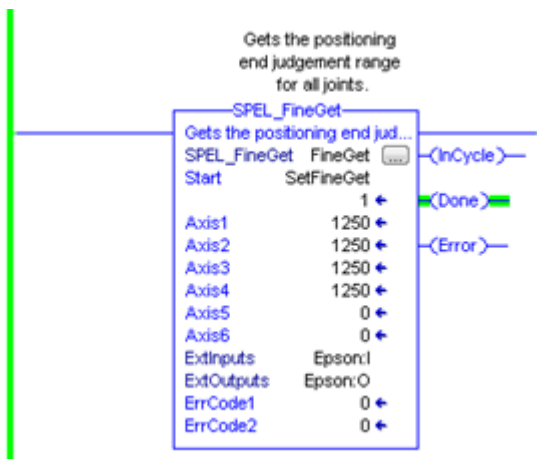 Gets the positioning
end judgement range
for all joints.
SPEL_FineGet
Gets the positioning end jud...
SPEL_FineGet FineGet ... (InCycle)
Start SetFineGet
1 (Done)
Axis1 1250
Axis2 1250 (Error)
Axis3 1250
Axis4 1250
Axis5 0
Axis6 0
ExtInputs Epson:I
ExtOutputs Epson:O
ErrCode1 0
ErrCode2 0